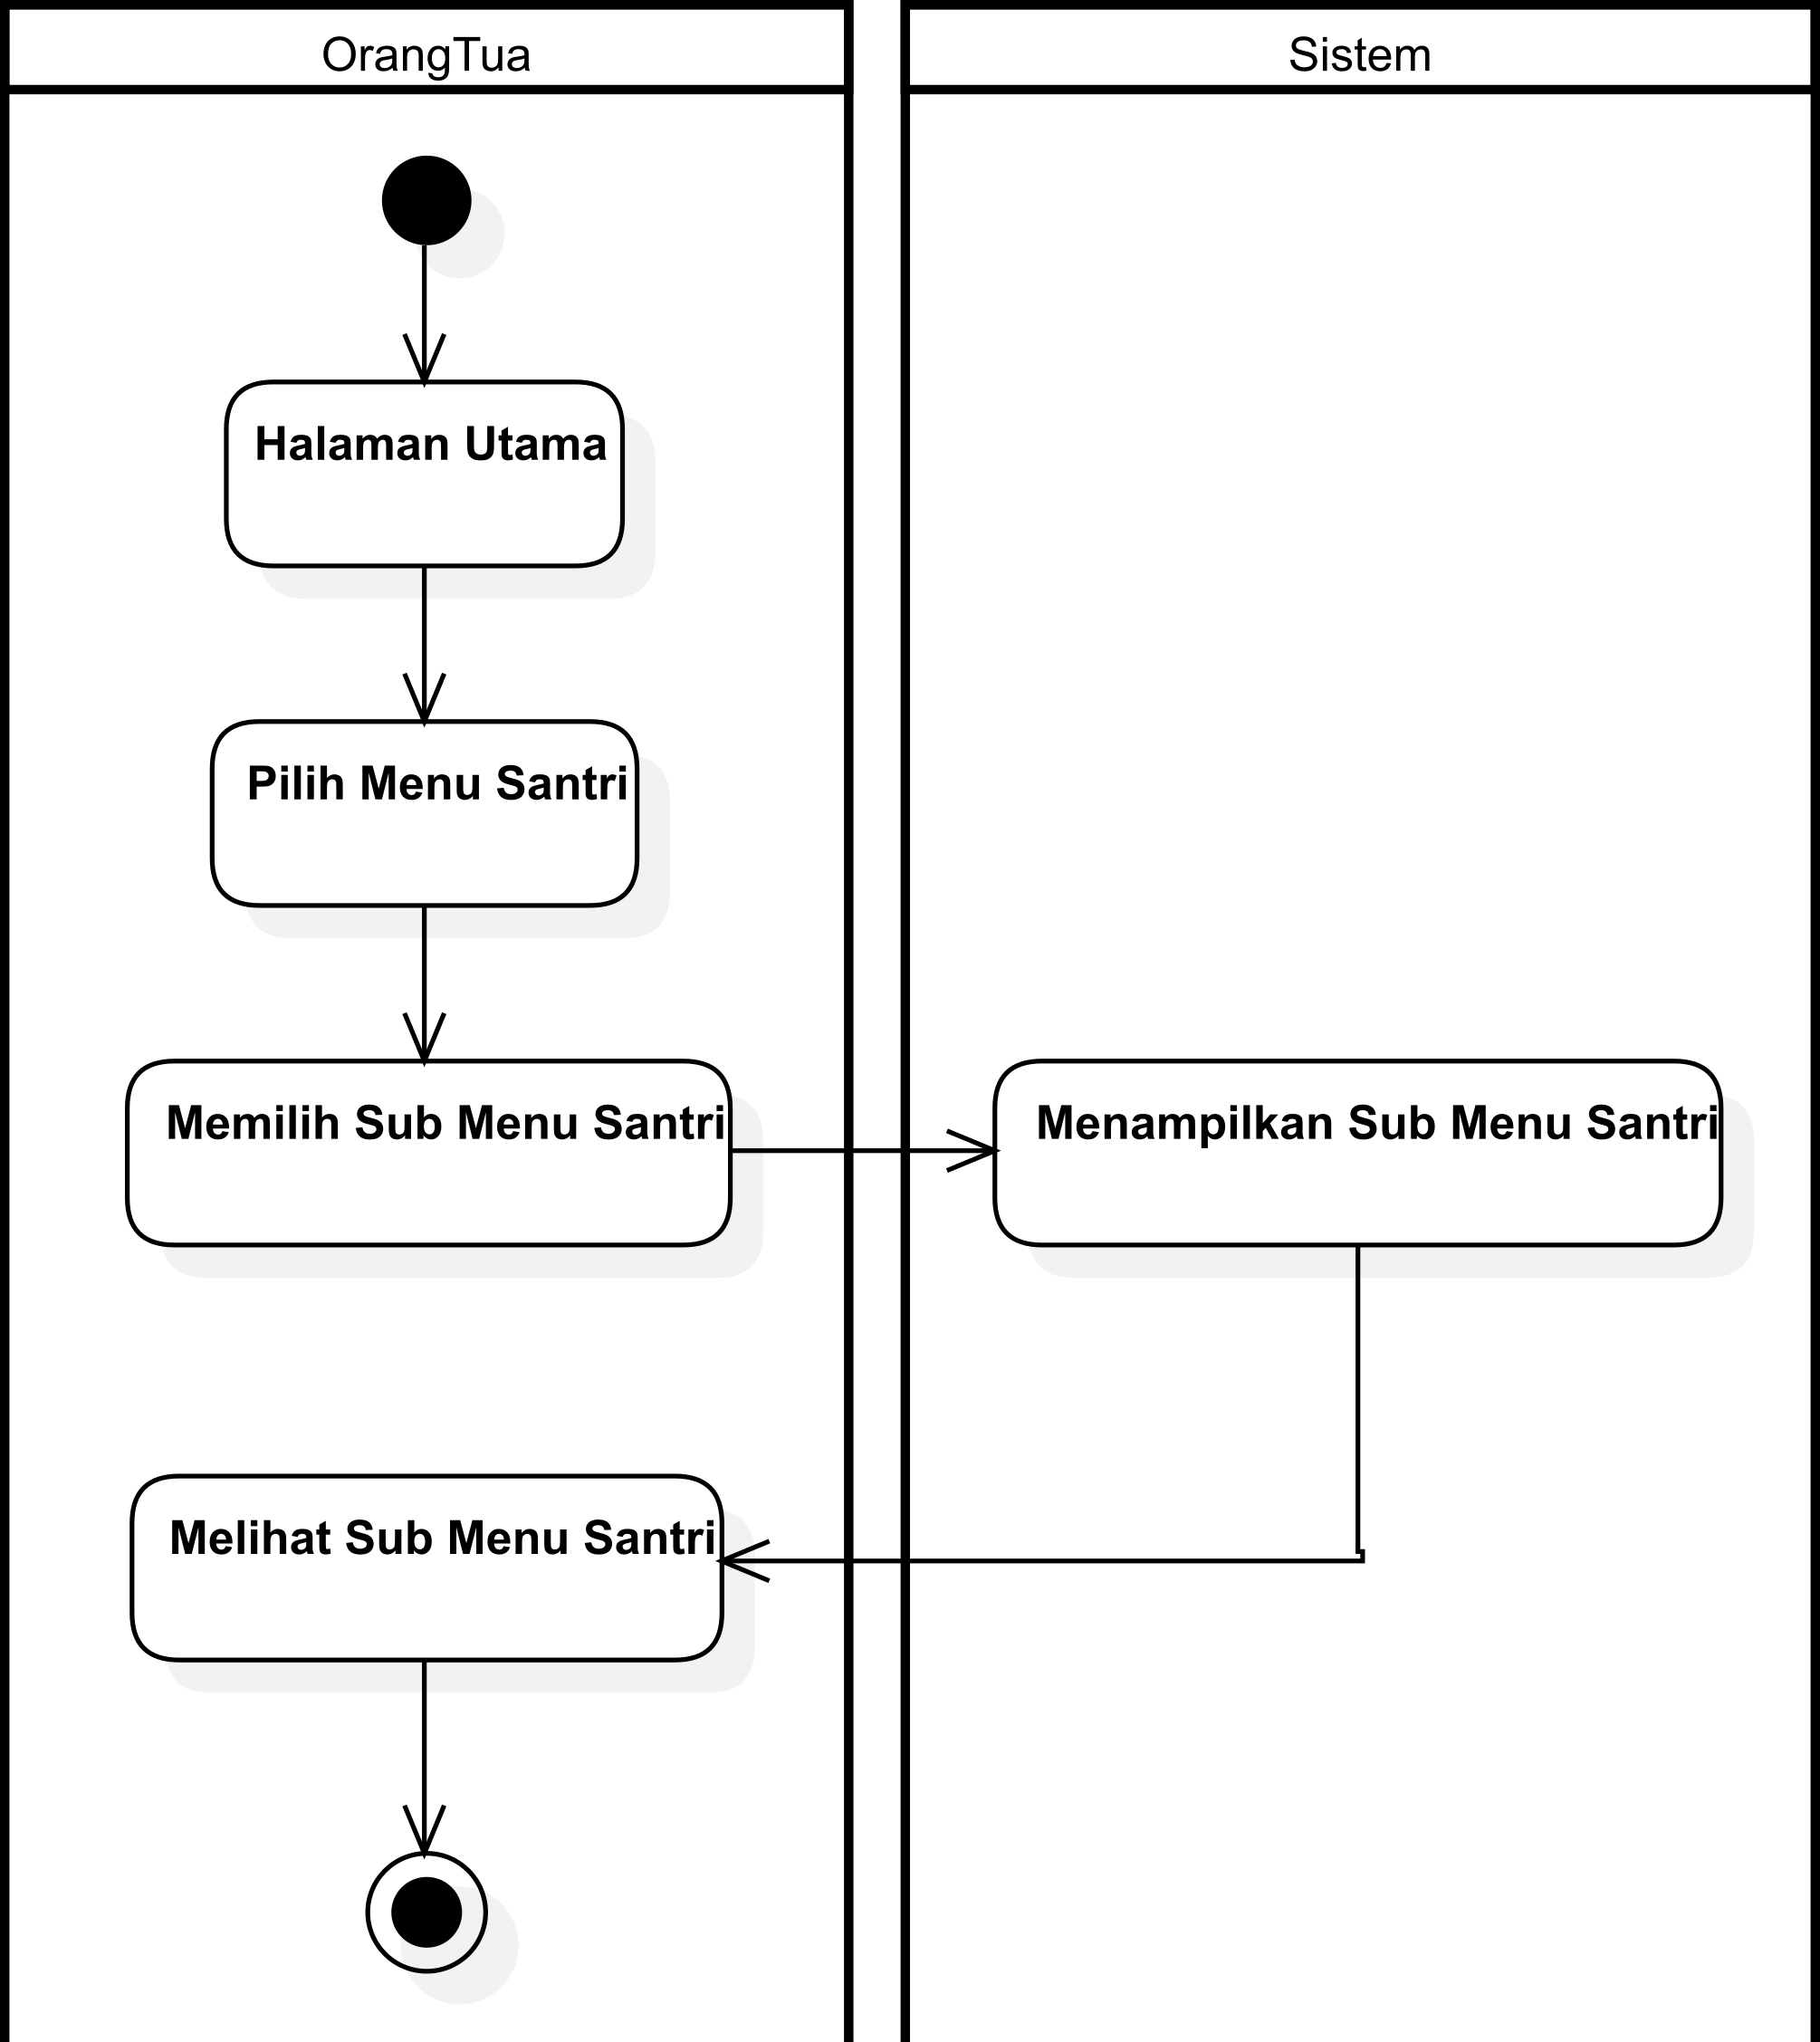 OrangTua
Sistem
Halaman Utama
Pilih Menu Santri
Memilih Sub Menu Santri
Menampilkan Sub Menu Santri
Melihat Sub Menu Santri